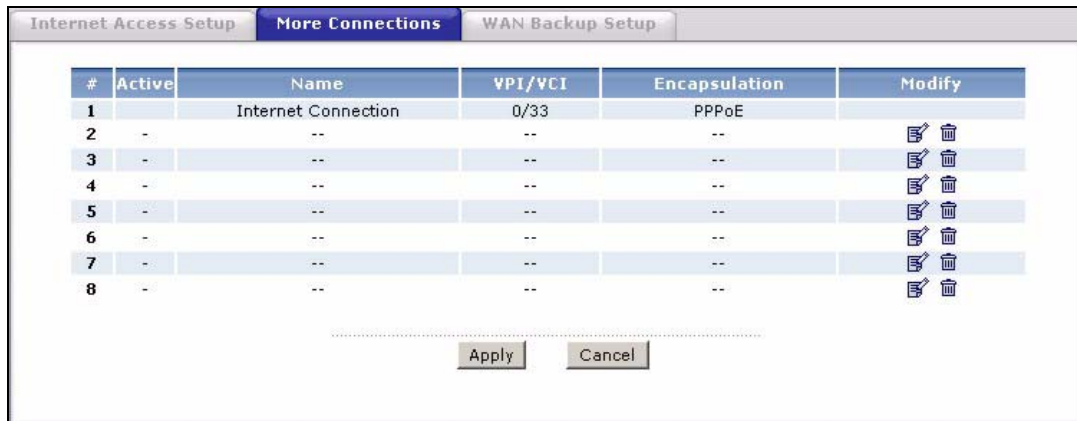 Internet Access Setup More Connections WAN Backup Setup
# Active Name VPI/VCI Encapsulation Modify
1 Internet Connection 0/33 PPPoE
2 - -- -- --
3 - -- -- --
4 - -- -- --
5 - -- -- --
6 - -- -- --
7 - -- -- --
8 - -- -- --
Apply Cancel